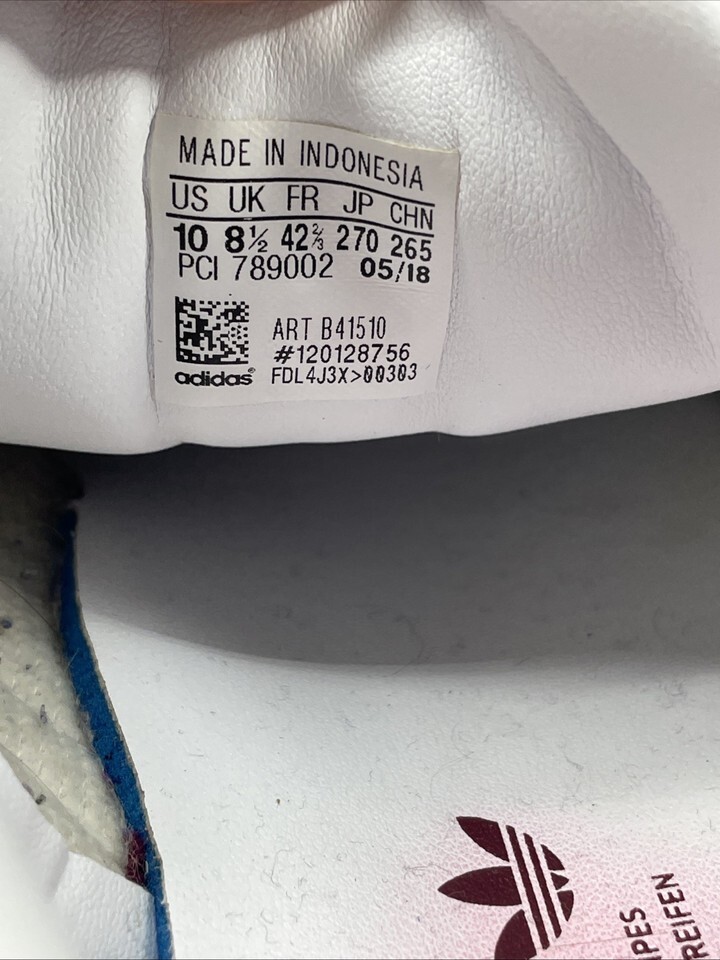 MADE IN INDONESIA
US UK FR JP CHN
10 8½ 42⅔ 270 265
PCI 789002 05/18
ART B41510
#120128756
adidas® FDL4J3X>00303
IPES
REIFEN